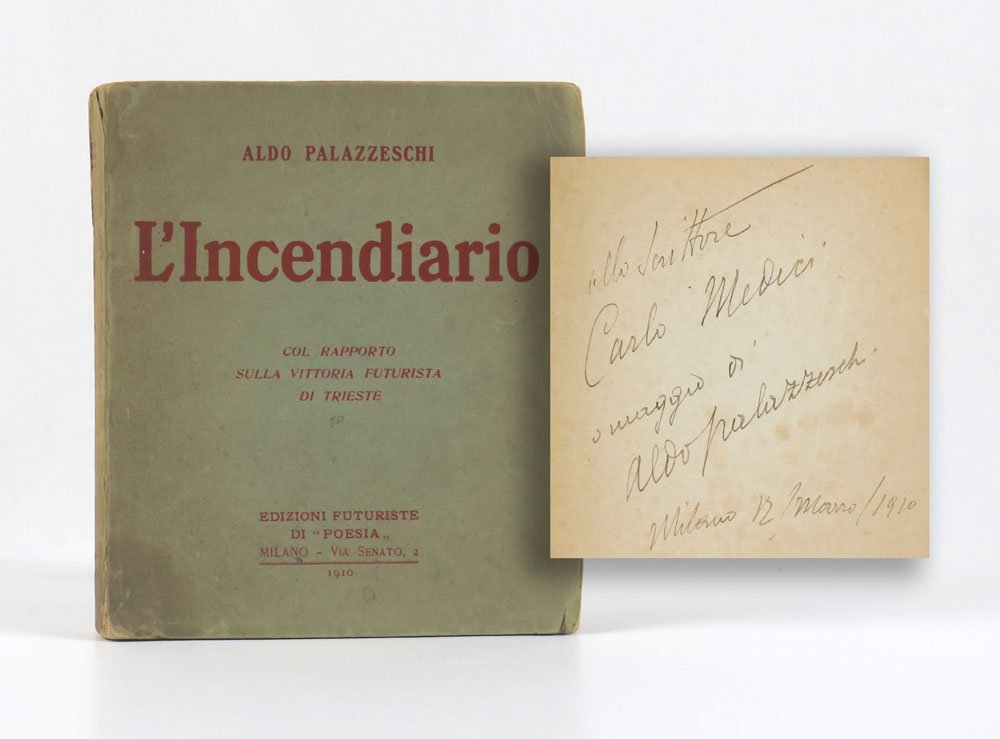 ALDO PALAZZESCHI
L'Incendiario
COL RAPPORTO
SULLA VITTORIA FUTURISTA
DI TRIESTE
EDIZIONI FUTURISTE
DI "POESIA„
MILANO - VIA SENATO, 2
1910
allo scrittore
Carlo Medici
omaggio di
Aldo Palazzeschi.
Milano 12/Marzo/1910